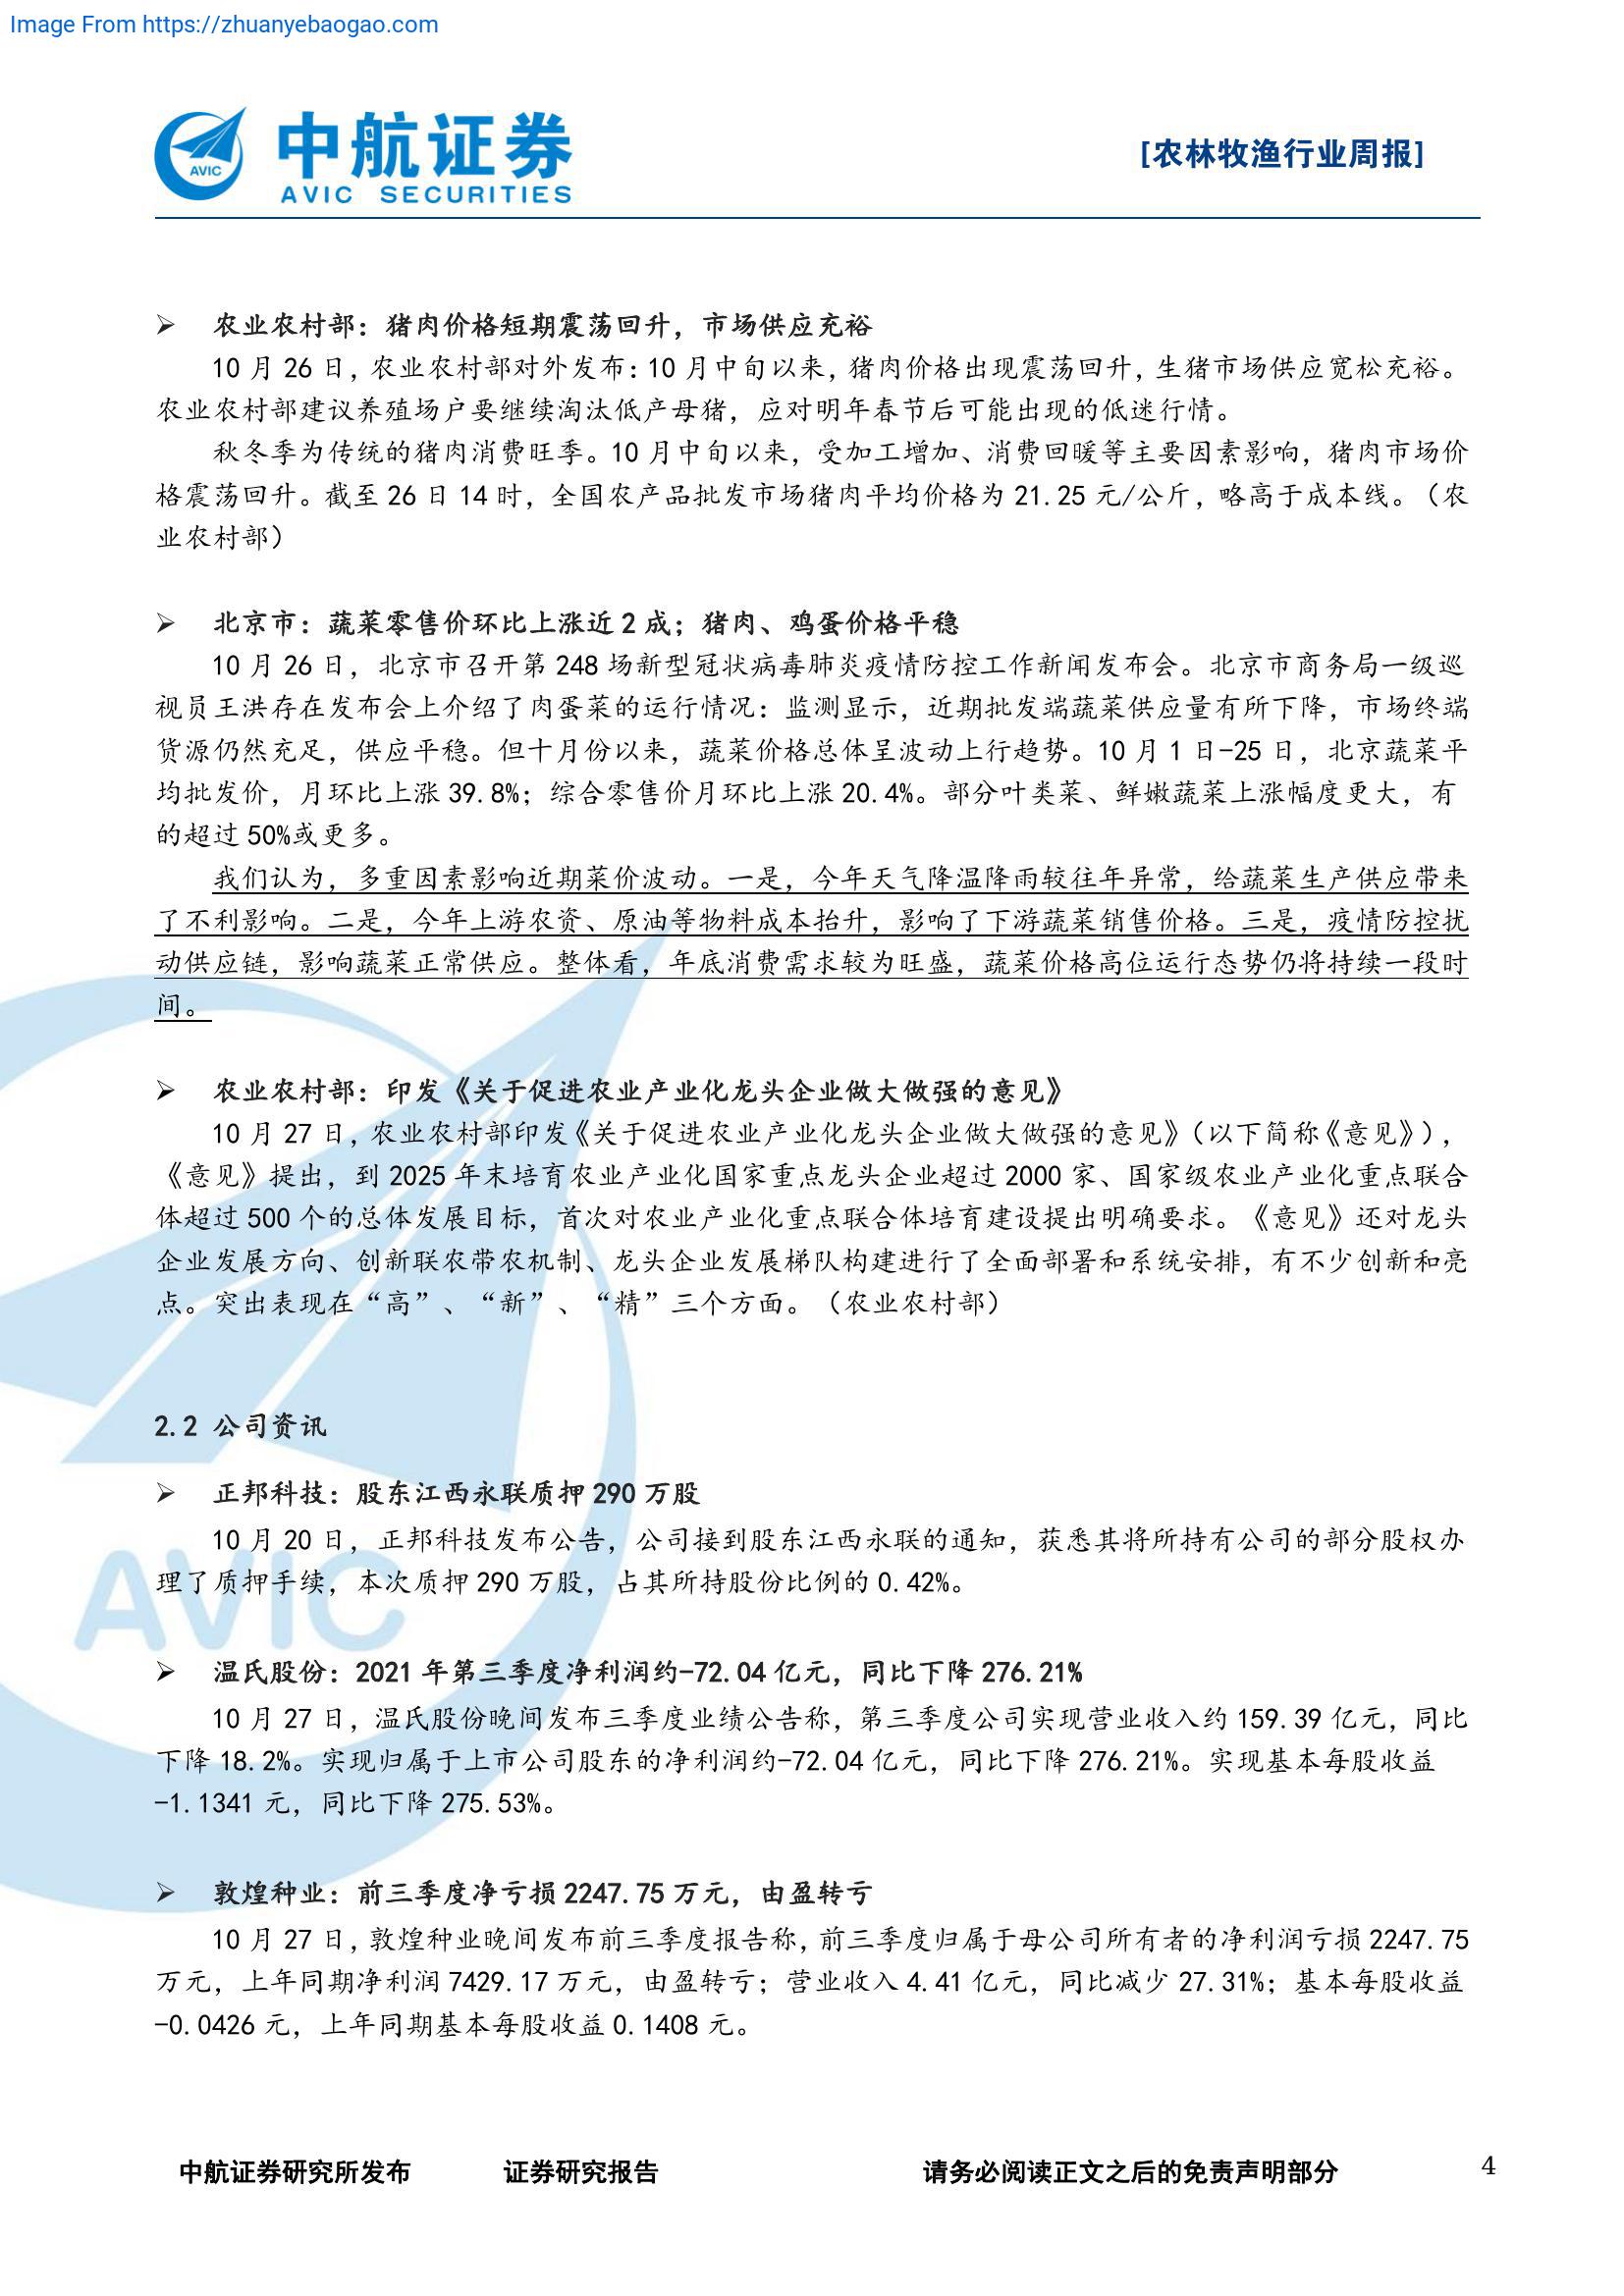 Image From https://zhuanyebaogao.com
AVIC
中航证券
AVIC SECURITIES
[农林牧渔行业周报]
➢ 农业农村部：猪肉价格短期震荡回升，市场供应充裕
10 月 26 日，农业农村部对外发布：10 月中旬以来，猪肉价格出现震荡回升，生猪市场供应宽松充裕。
农业农村部建议养殖场户要继续淘汰低产母猪，应对明年春节后可能出现的低迷行情。
秋冬季为传统的猪肉消费旺季。10 月中旬以来，受加工增加、消费回暖等主要因素影响，猪肉市场价
格震荡回升。截至 26 日 14 时，全国农产品批发市场猪肉平均价格为 21.25 元/公斤，略高于成本线。（农
业农村部）
➢ 北京市：蔬菜零售价环比上涨近 2 成；猪肉、鸡蛋价格平稳
10 月 26 日，北京市召开第 248 场新型冠状病毒肺炎疫情防控工作新闻发布会。北京市商务局一级巡
视员王洪存在发布会上介绍了肉蛋菜的运行情况：监测显示，近期批发端蔬菜供应量有所下降，市场终端
货源仍然充足，供应平稳。但十月份以来，蔬菜价格总体呈波动上行趋势。10 月 1 日-25 日，北京蔬菜平
均批发价，月环比上涨 39.8%；综合零售价月环比上涨 20.4%。部分叶类菜、鲜嫩蔬菜上涨幅度更大，有
的超过 50%或更多。
我们认为，多重因素影响近期菜价波动。一是，今年天气降温降雨较往年异常，给蔬菜生产供应带来
了不利影响。二是，今年上游农资、原油等物料成本抬升，影响了下游蔬菜销售价格。三是，疫情防控扰
动供应链，影响蔬菜正常供应。整体看，年底消费需求较为旺盛，蔬菜价格高位运行态势仍将持续一段时
间。
➢ 农业农村部：印发《关于促进农业产业化龙头企业做大做强的意见》
10 月 27 日，农业农村部印发《关于促进农业产业化龙头企业做大做强的意见》（以下简称《意见》），
《意见》提出，到 2025 年末培育农业产业化国家重点龙头企业超过 2000 家、国家级农业产业化重点联合
体超过 500 个的总体发展目标，首次对农业产业化重点联合体培育建设提出明确要求。《意见》还对龙头
企业发展方向、创新联农带农机制、龙头企业发展梯队构建进行了全面部署和系统安排，有不少创新和亮
点。突出表现在“高”、“新”、“精”三个方面。（农业农村部）
2.2 公司资讯
➢ 正邦科技：股东江西永联质押 290 万股
10 月 20 日，正邦科技发布公告，公司接到股东江西永联的通知，获悉其将所持有公司的部分股权办
理了质押手续，本次质押 290 万股，占其所持股份比例的 0.42%。
AVIC
➢ 温氏股份：2021 年第三季度净利润约-72.04 亿元，同比下降 276.21%
10 月 27 日，温氏股份晚间发布三季度业绩公告称，第三季度公司实现营业收入约 159.39 亿元，同比
下降 18.2%。实现归属于上市公司股东的净利润约-72.04 亿元，同比下降 276.21%。实现基本每股收益
-1.1341 元，同比下降 275.53%。
➢ 敦煌种业：前三季度净亏损 2247.75 万元，由盈转亏
10 月 27 日，敦煌种业晚间发布前三季度报告称，前三季度归属于母公司所有者的净利润亏损 2247.75
万元，上年同期净利润 7429.17 万元，由盈转亏；营业收入 4.41 亿元，同比减少 27.31%；基本每股收益
-0.0426 元，上年同期基本每股收益 0.1408 元。
中航证券研究所发布 证券研究报告 请务必阅读正文之后的免责声明部分 4